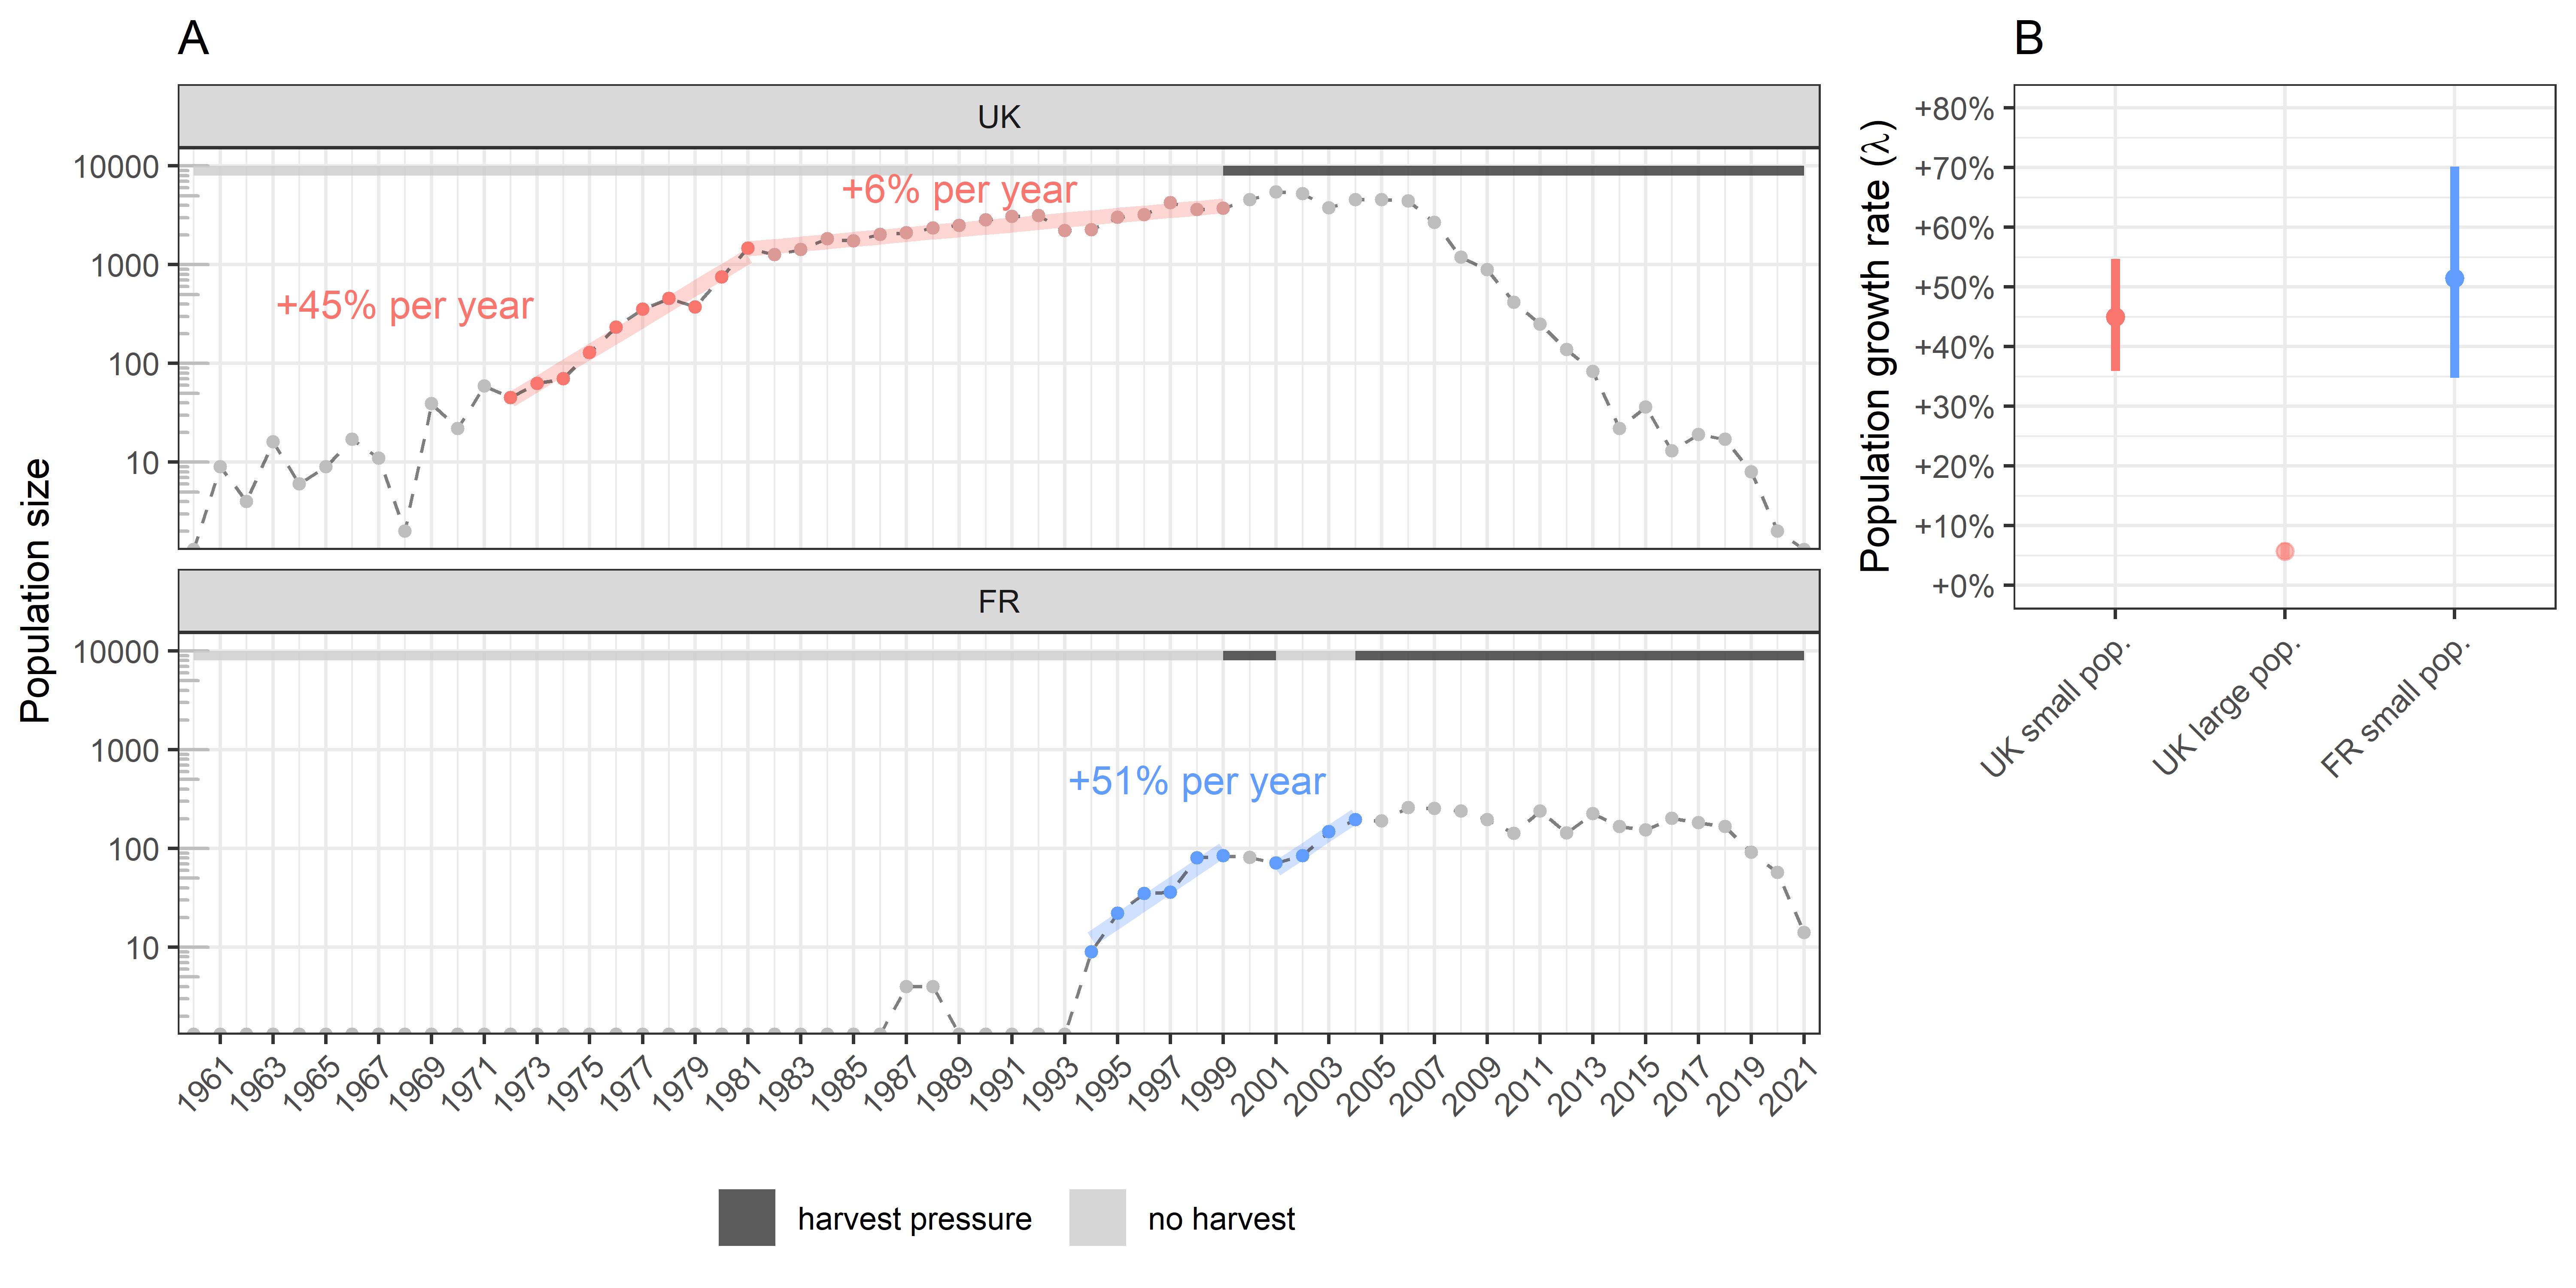 A
UK
10000
1000
100
10
+6% per year
+45% per year
Population size
FR
10000
1000
100
10
+51% per year
1961 1963 1965 1967 1969 1971 1973 1975 1977 1979 1981 1983 1985 1987 1989 1991 1993 1995 1997 1999 2001 2003 2005 2007 2009 2011 2013 2015 2017 2019 2021
harvest pressure no harvest
B
Population growth rate (λ)
+80%
+70%
+60%
+50%
+40%
+30%
+20%
+10%
+0%
UK small pop.
UK large pop.
FR small pop.